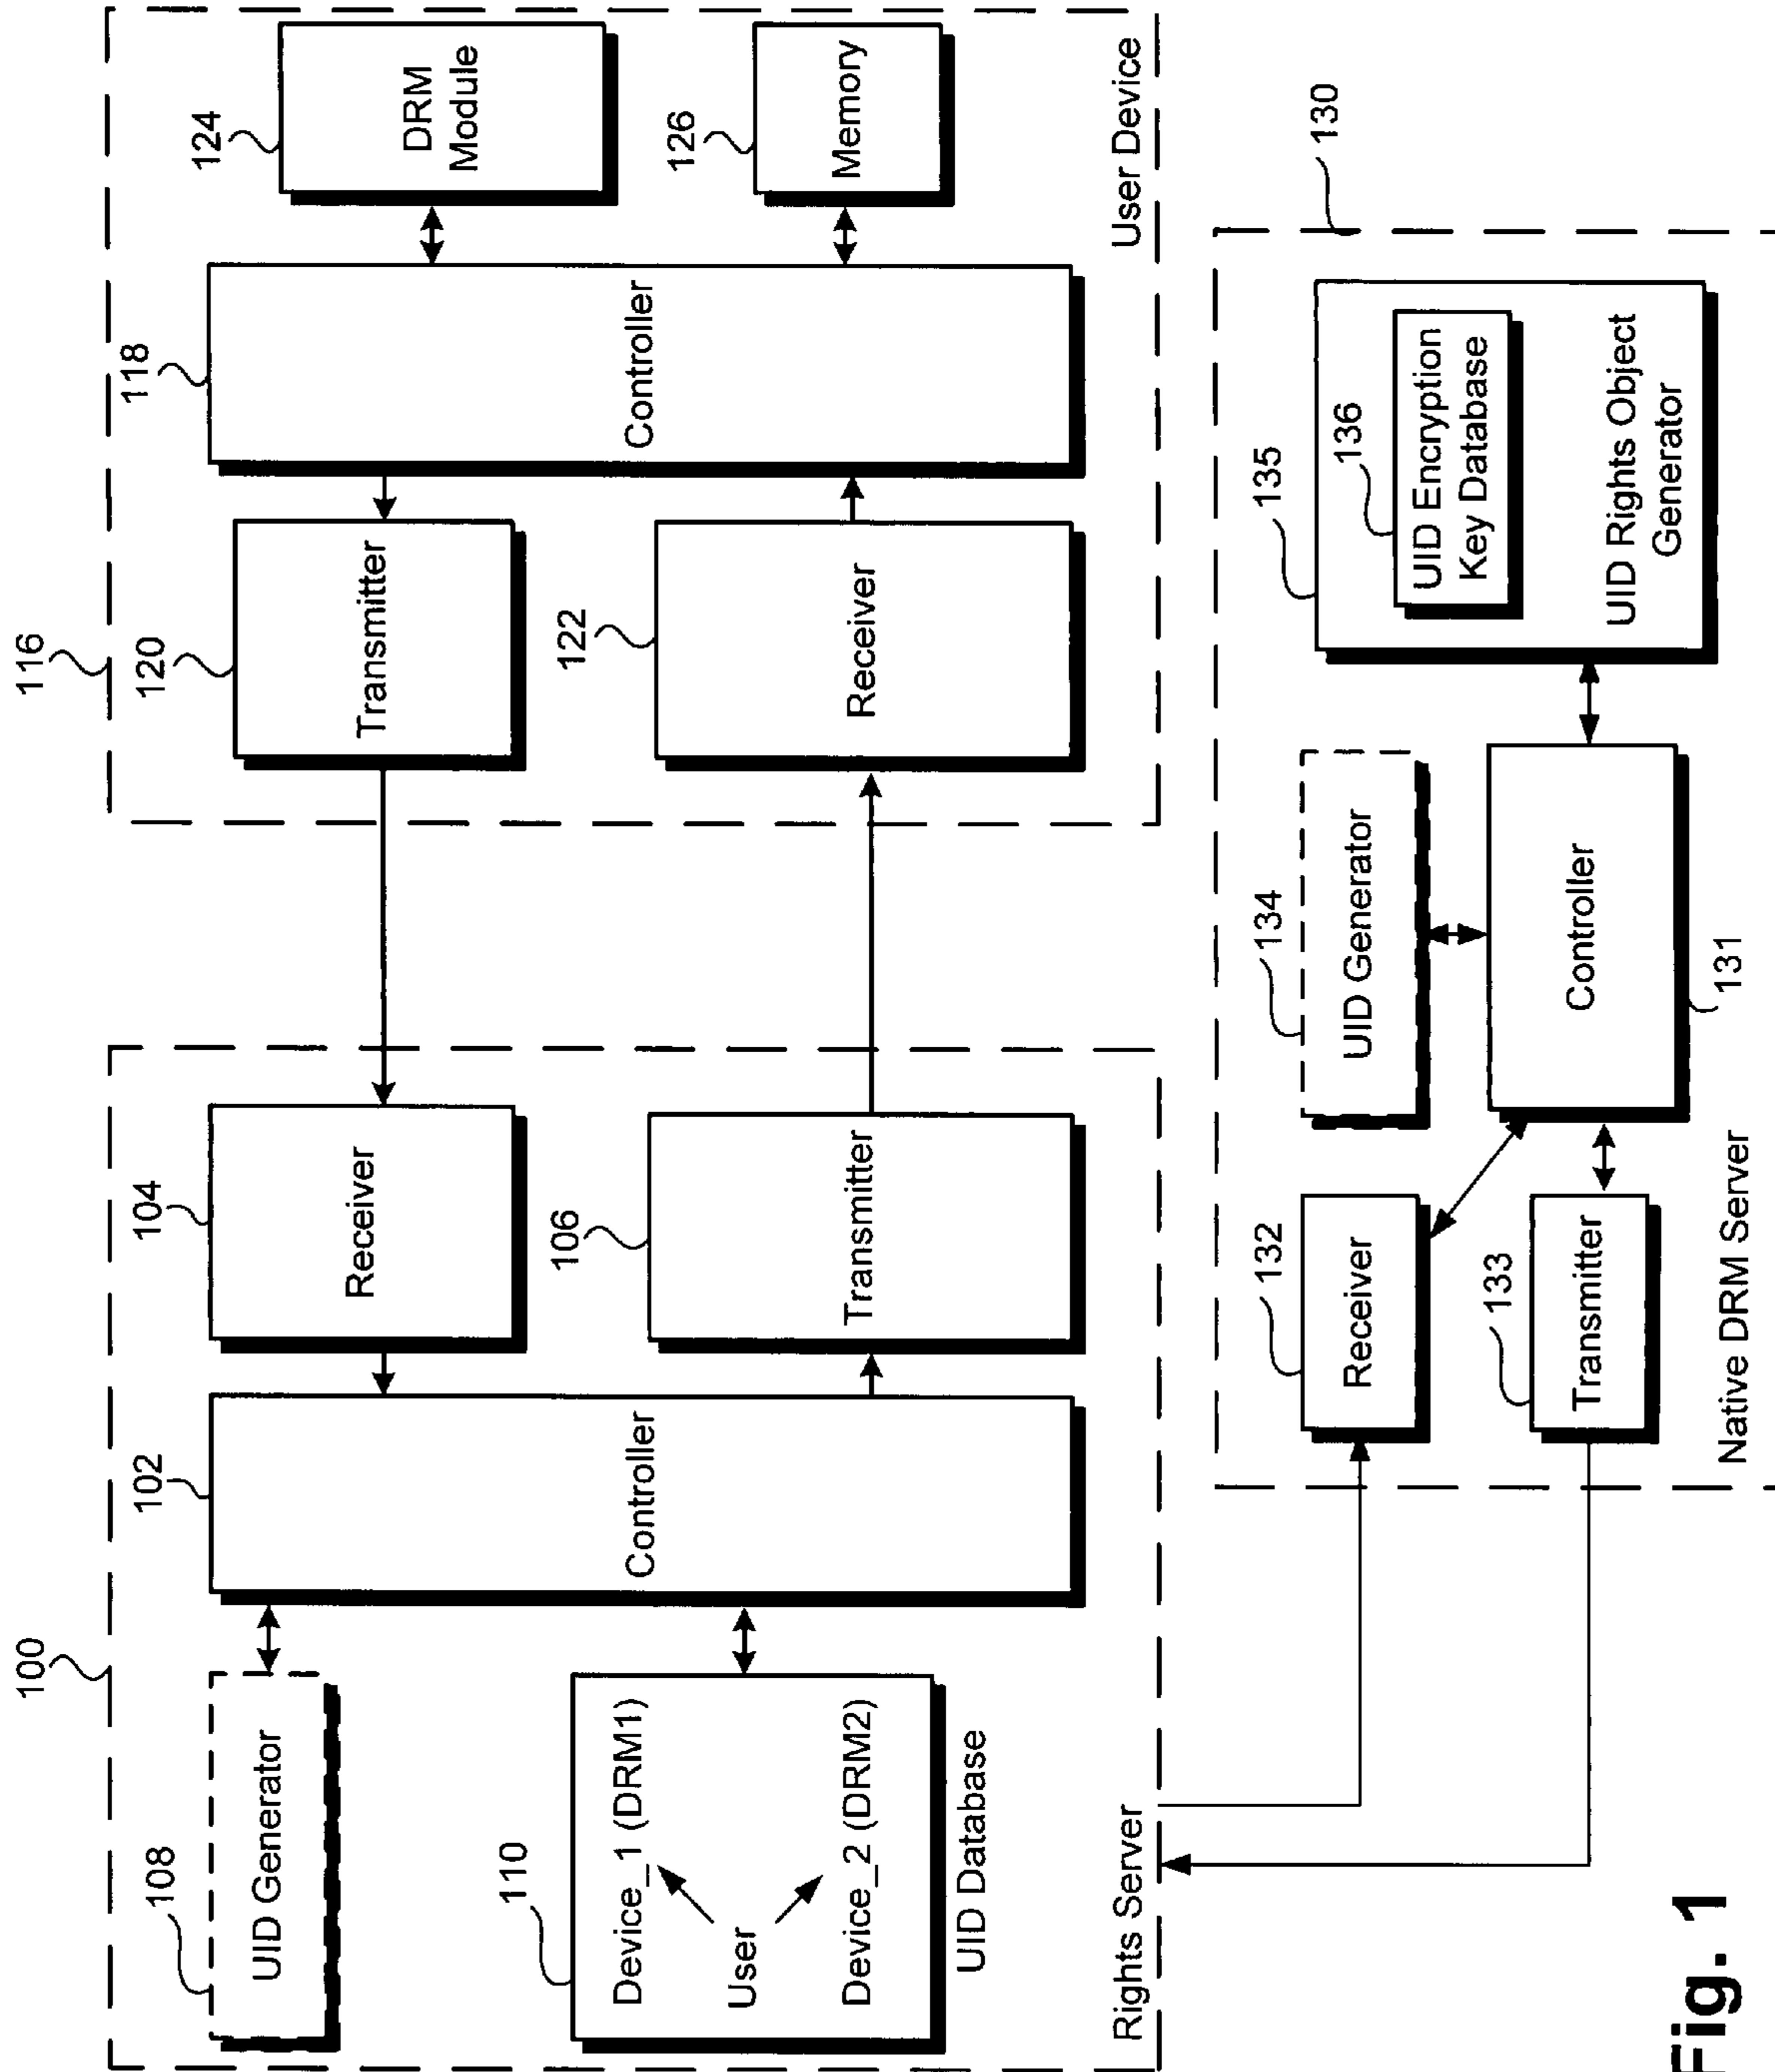 100
116
108
UID Generator
102
Controller
104
Receiver
120
Transmitter
118
Controller
124
DRM
Module
110
Device_1 (DRM1)
User
Device_2 (DRM2)
UID Database
106
Transmitter
122
Receiver
126
Memory
Rights Server
User Device
130
132
Receiver
134
UID Generator
135
136
UID Encryption
Key Database
UID Rights Object
Generator
133
Transmitter
Controller
131
Native DRM Server
Fig. 1